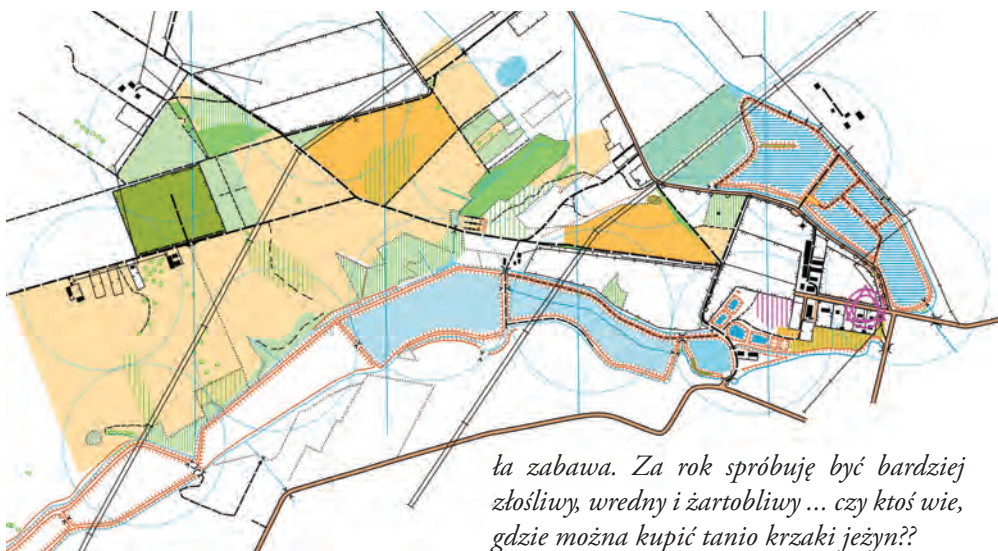 ła zabawa. Za rok spróbuję być bardziej
złośliwy, wredny i żartobliwy ... czy ktoś wie,
gdzie można kupić tanio krzaki jeżyn??